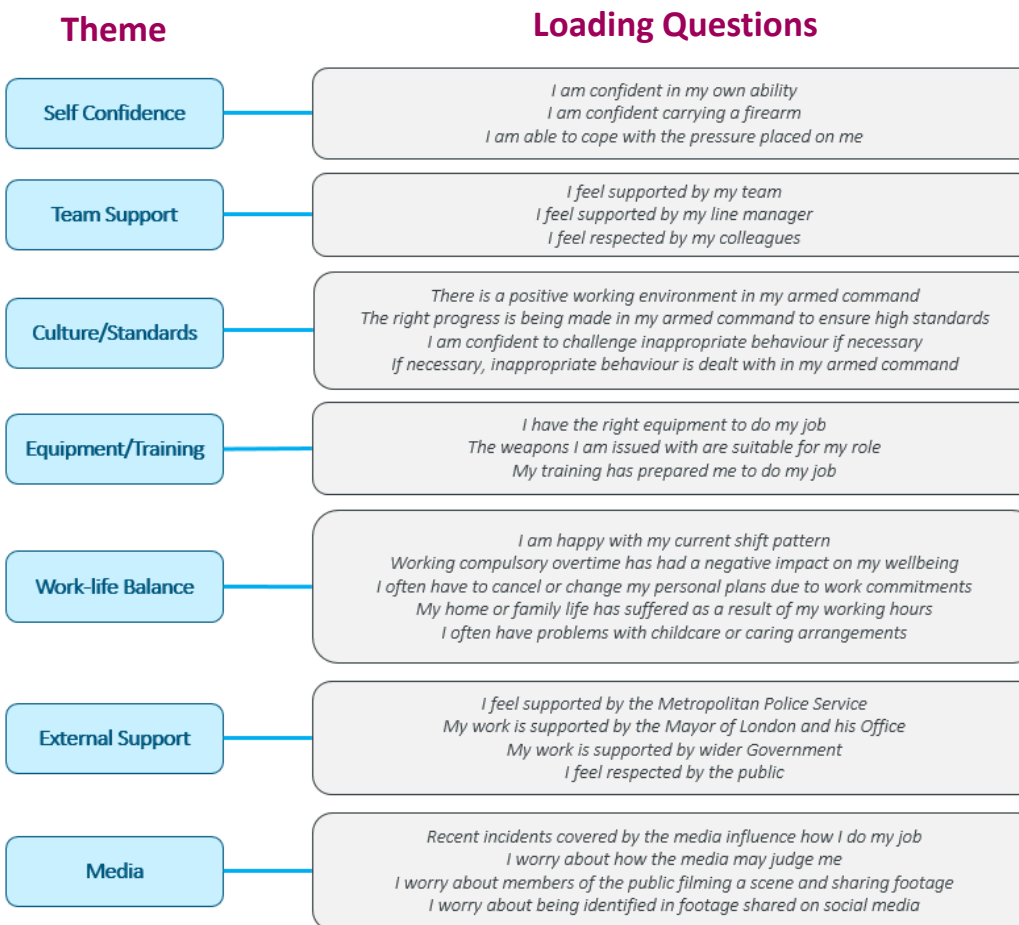 Theme
Loading Questions
Self Confidence
I am confident in my own ability
I am confident carrying a firearm
I am able to cope with the pressure placed on me
Team Support
I feel supported by my team
I feel supported by my line manager
I feel respected by my colleagues
Culture/Standards
There is a positive working environment in my armed command
The right progress is being made in my armed command to ensure high standards
I am confident to challenge inappropriate behaviour if necessary
If necessary, inappropriate behaviour is dealt with in my armed command
Equipment/Training
I have the right equipment to do my job
The weapons I am issued with are suitable for my role
My training has prepared me to do my job
Work-life Balance
I am happy with my current shift pattern
Working compulsory overtime has had a negative impact on my wellbeing
I often have to cancel or change my personal plans due to work commitments
My home or family life has suffered as a result of my working hours
I often have problems with childcare or caring arrangements
External Support
I feel supported by the Metropolitan Police Service
My work is supported by the Mayor of London and his Office
My work is supported by wider Government
I feel respected by the public
Media
Recent incidents covered by the media influence how I do my job
I worry about how the media may judge me
I worry about members of the public filming a scene and sharing footage
I worry about being identified in footage shared on social media